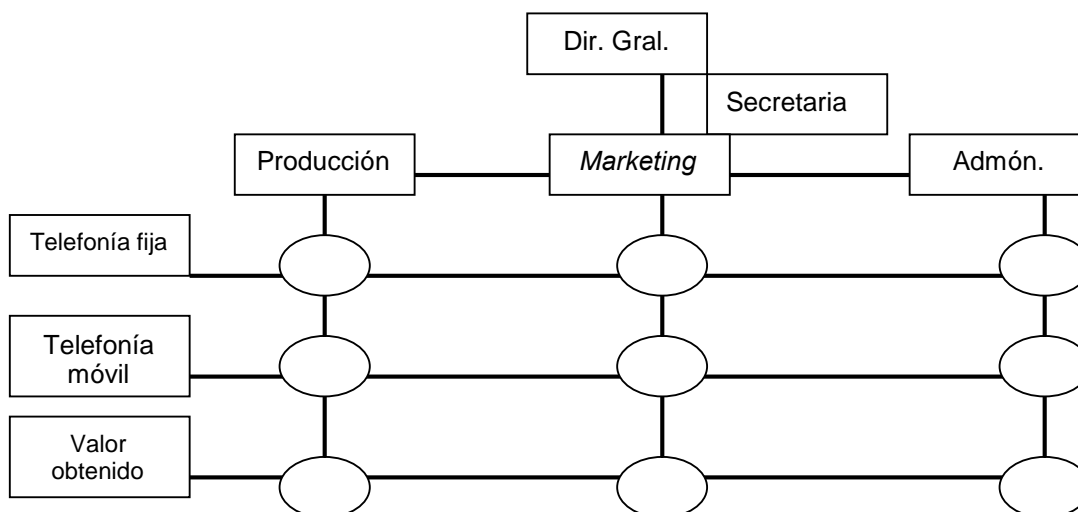 Dir. Gral.
Secretaria
Producción
Marketing
Admón.
Telefonía fija
Telefonía
móvil
Valor
obtenido